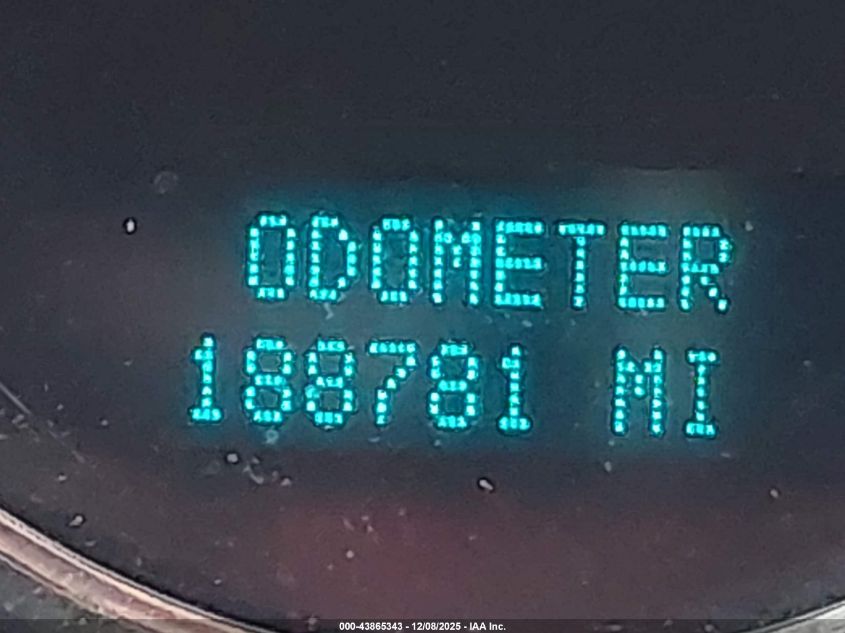 ODOMETER
188781 MI
000-43865343 - 12/08/2025 - IAA Inc.